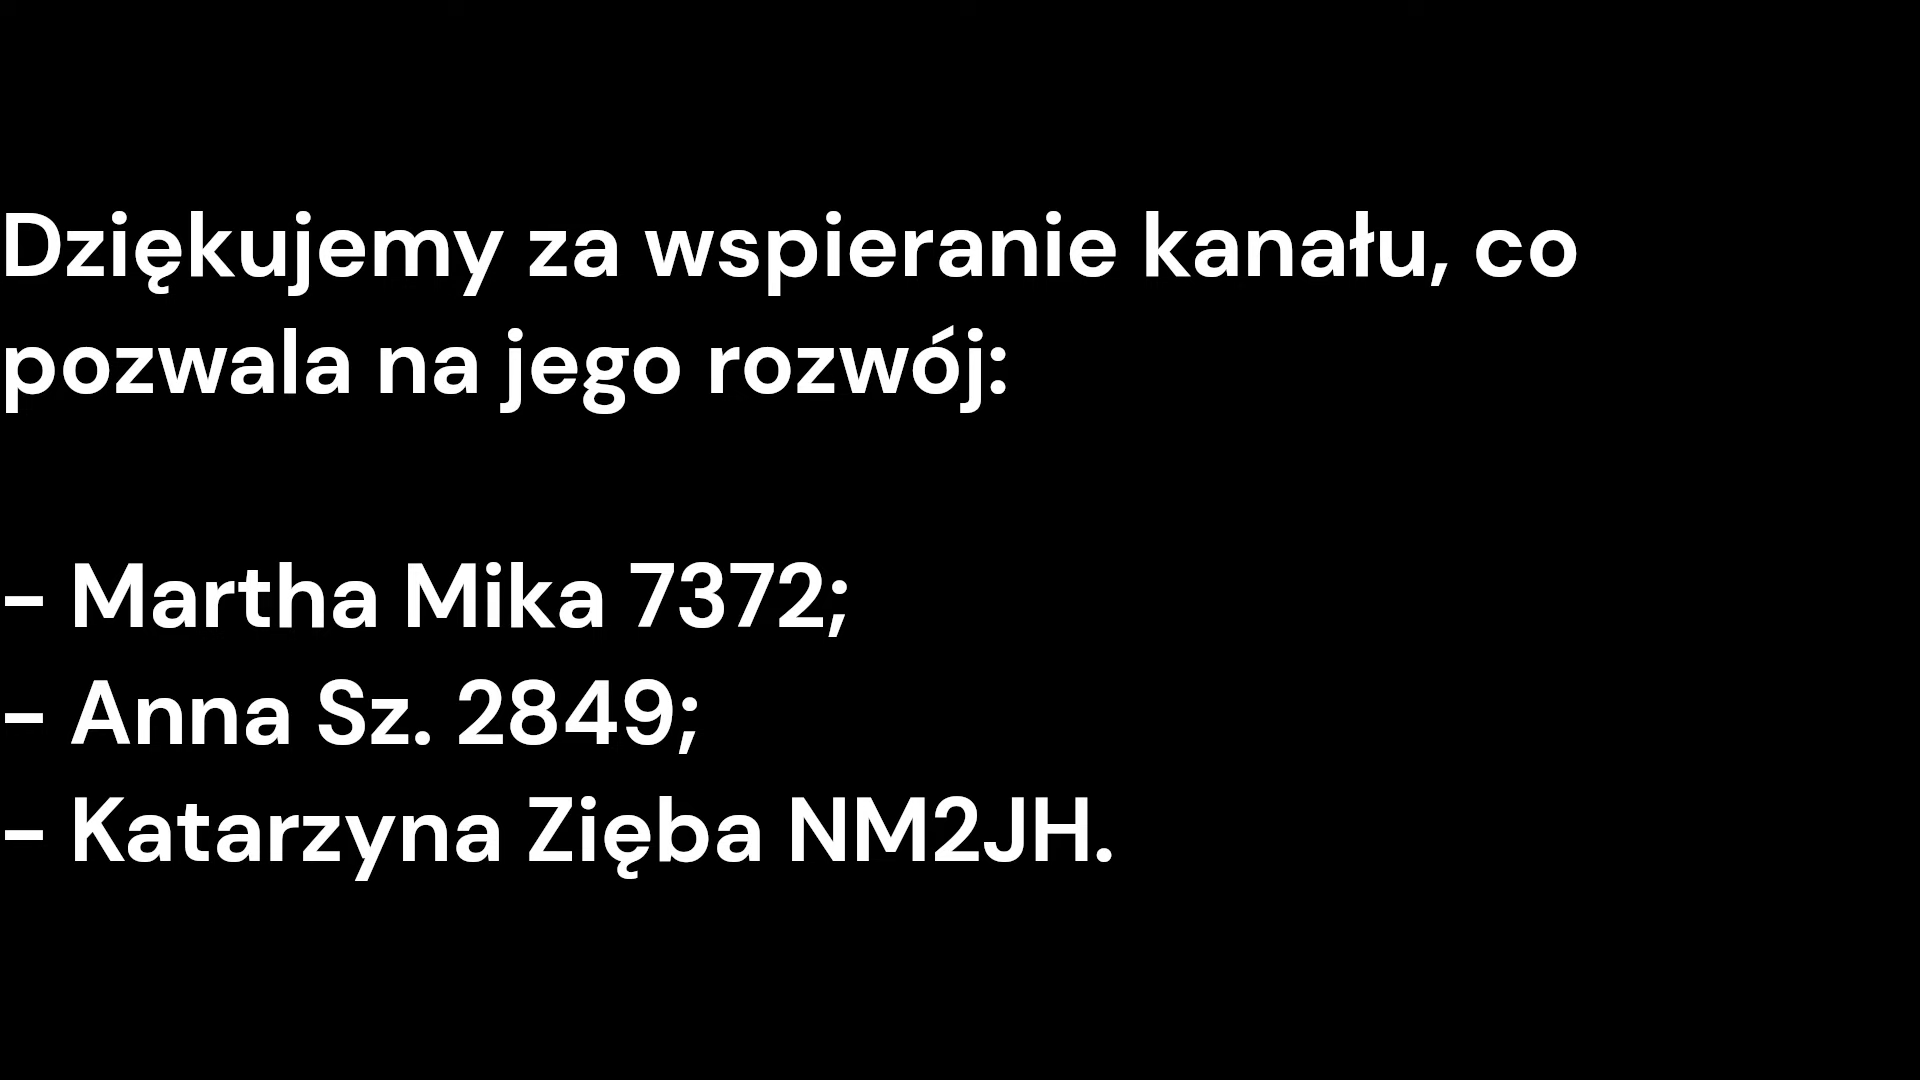 Dziękujemy za wspieranie kanału, co
pozwala na jego rozwój:
- Martha Mika 7372;
- Anna Sz. 2849;
- Katarzyna Zięba NM2JH.